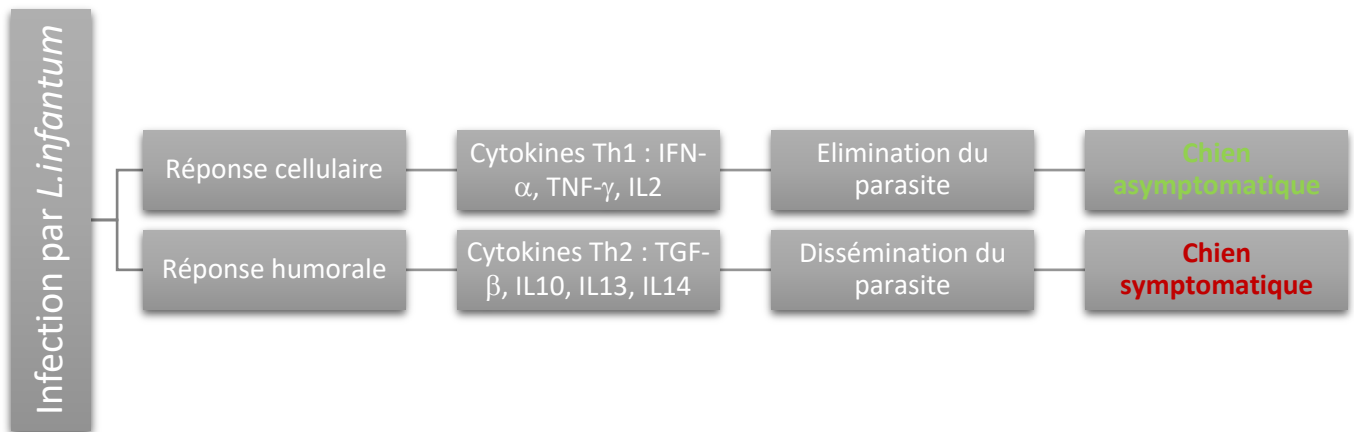 Infection par L.infantum
Réponse cellulaire
Cytokines Th1 : IFN-
α, TNF-γ, IL2
Elimination du
parasite
Chien
asymptomatique
Réponse humorale
Cytokines Th2 : TGF-
β, IL10, IL13, IL14
Dissémination du
parasite
Chien
symptomatique